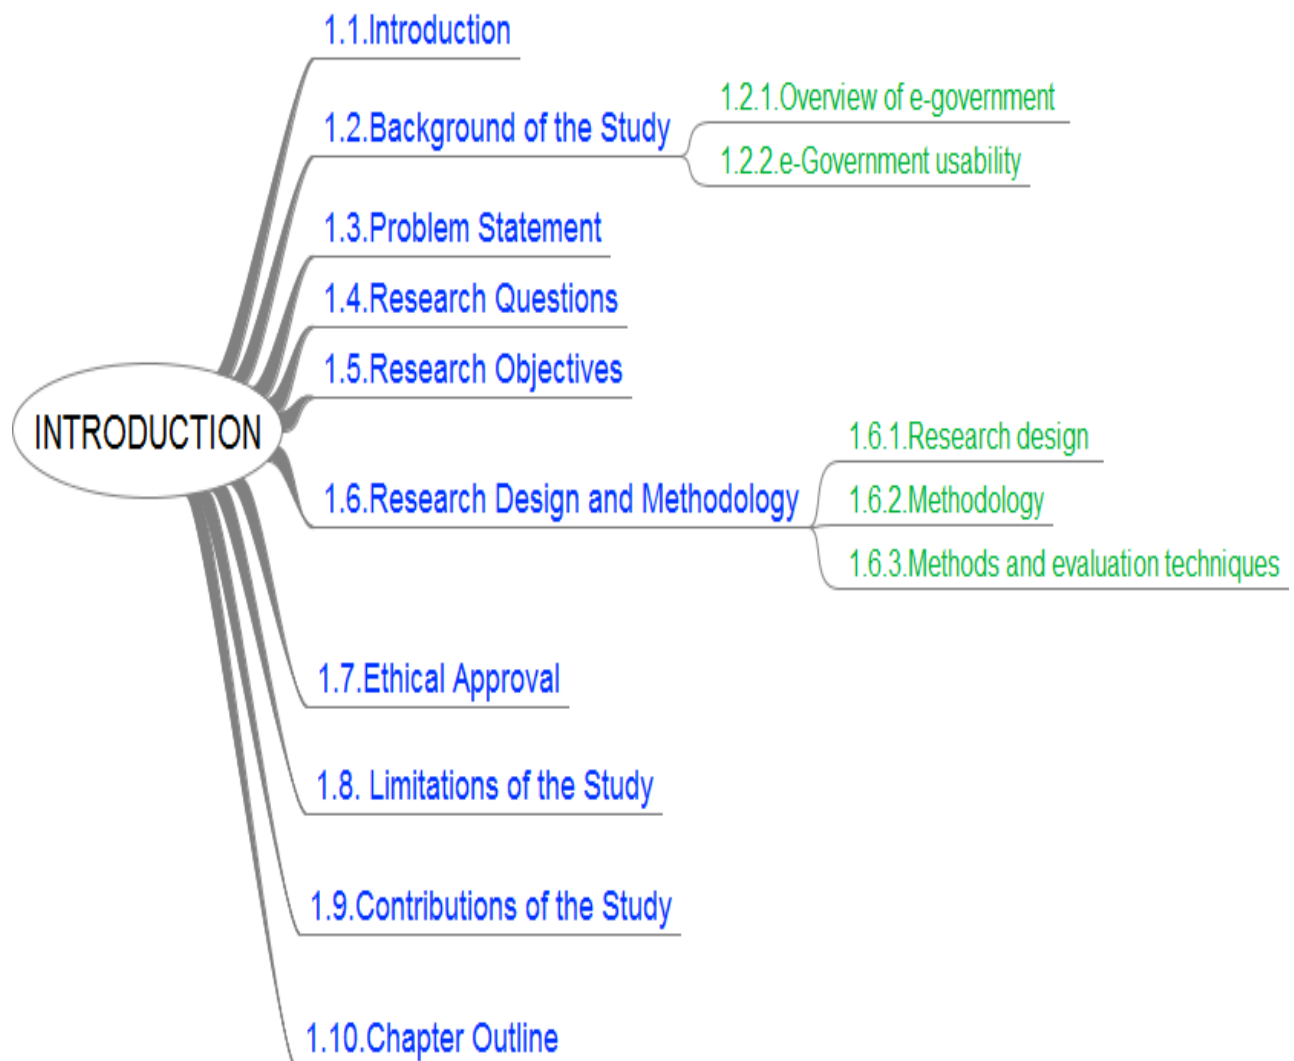 1.1.Introduction
1.2.Background of the Study
1.2.1.Overview of e-government
1.2.2.e-Government usability
1.3.Problem Statement
1.4.Research Questions
1.5.Research Objectives
INTRODUCTION
1.6.Research Design and Methodology
1.6.1.Research design
1.6.2.Methodology
1.6.3.Methods and evaluation techniques
1.7.Ethical Approval
1.8. Limitations of the Study
1.9.Contributions of the Study
1.10.Chapter Outline